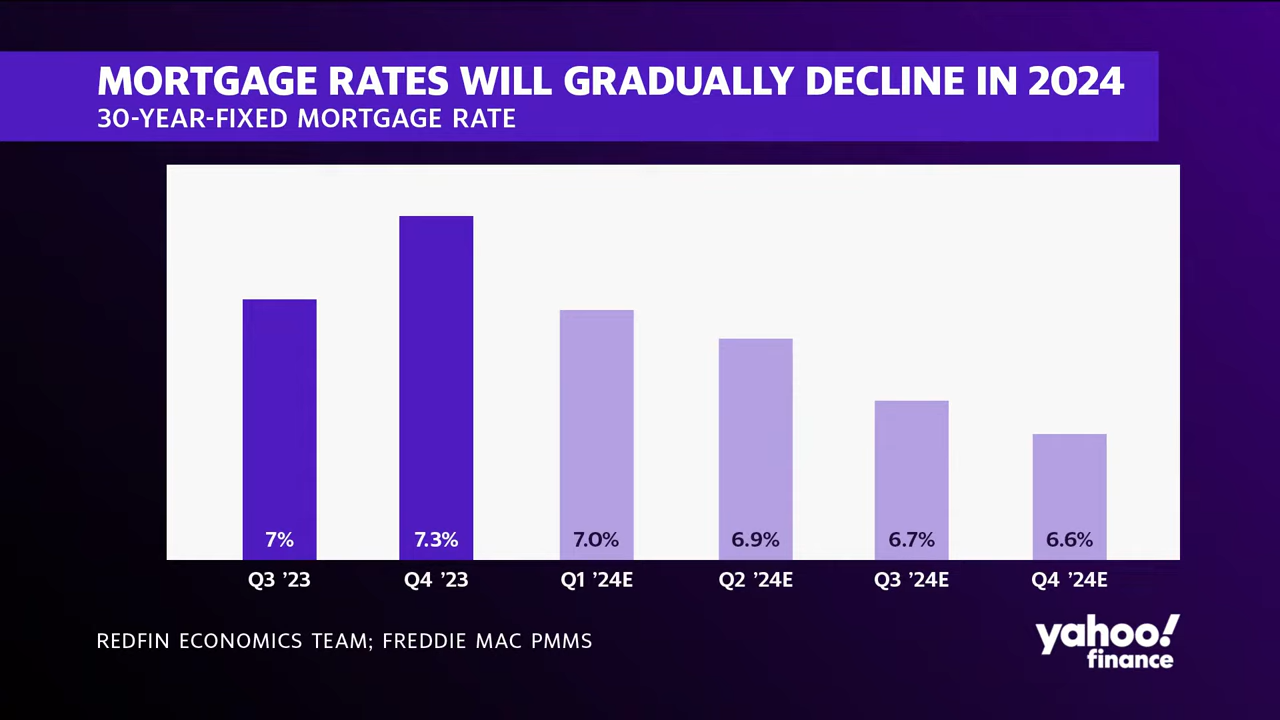 MORTGAGE RATES WILL GRADUALLY DECLINE IN 2024
30-YEAR-FIXED MORTGAGE RATE
7% 7.3% 7.0% 6.9% 6.7% 6.6%
Q3 ’23 Q4 ’23 Q1 ’24E Q2 ’24E Q3 ’24E Q4 ’24E
REDFIN ECONOMICS TEAM; FREDDIE MAC PMMS
yahoo!
finance